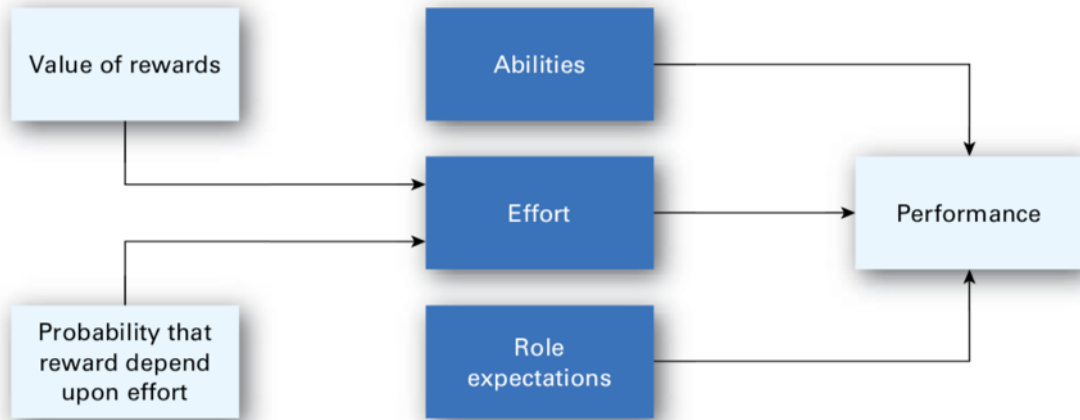 Value of rewards
Abilities
Effort
Performance
Probability that
reward depend
upon effort
Role
expectations